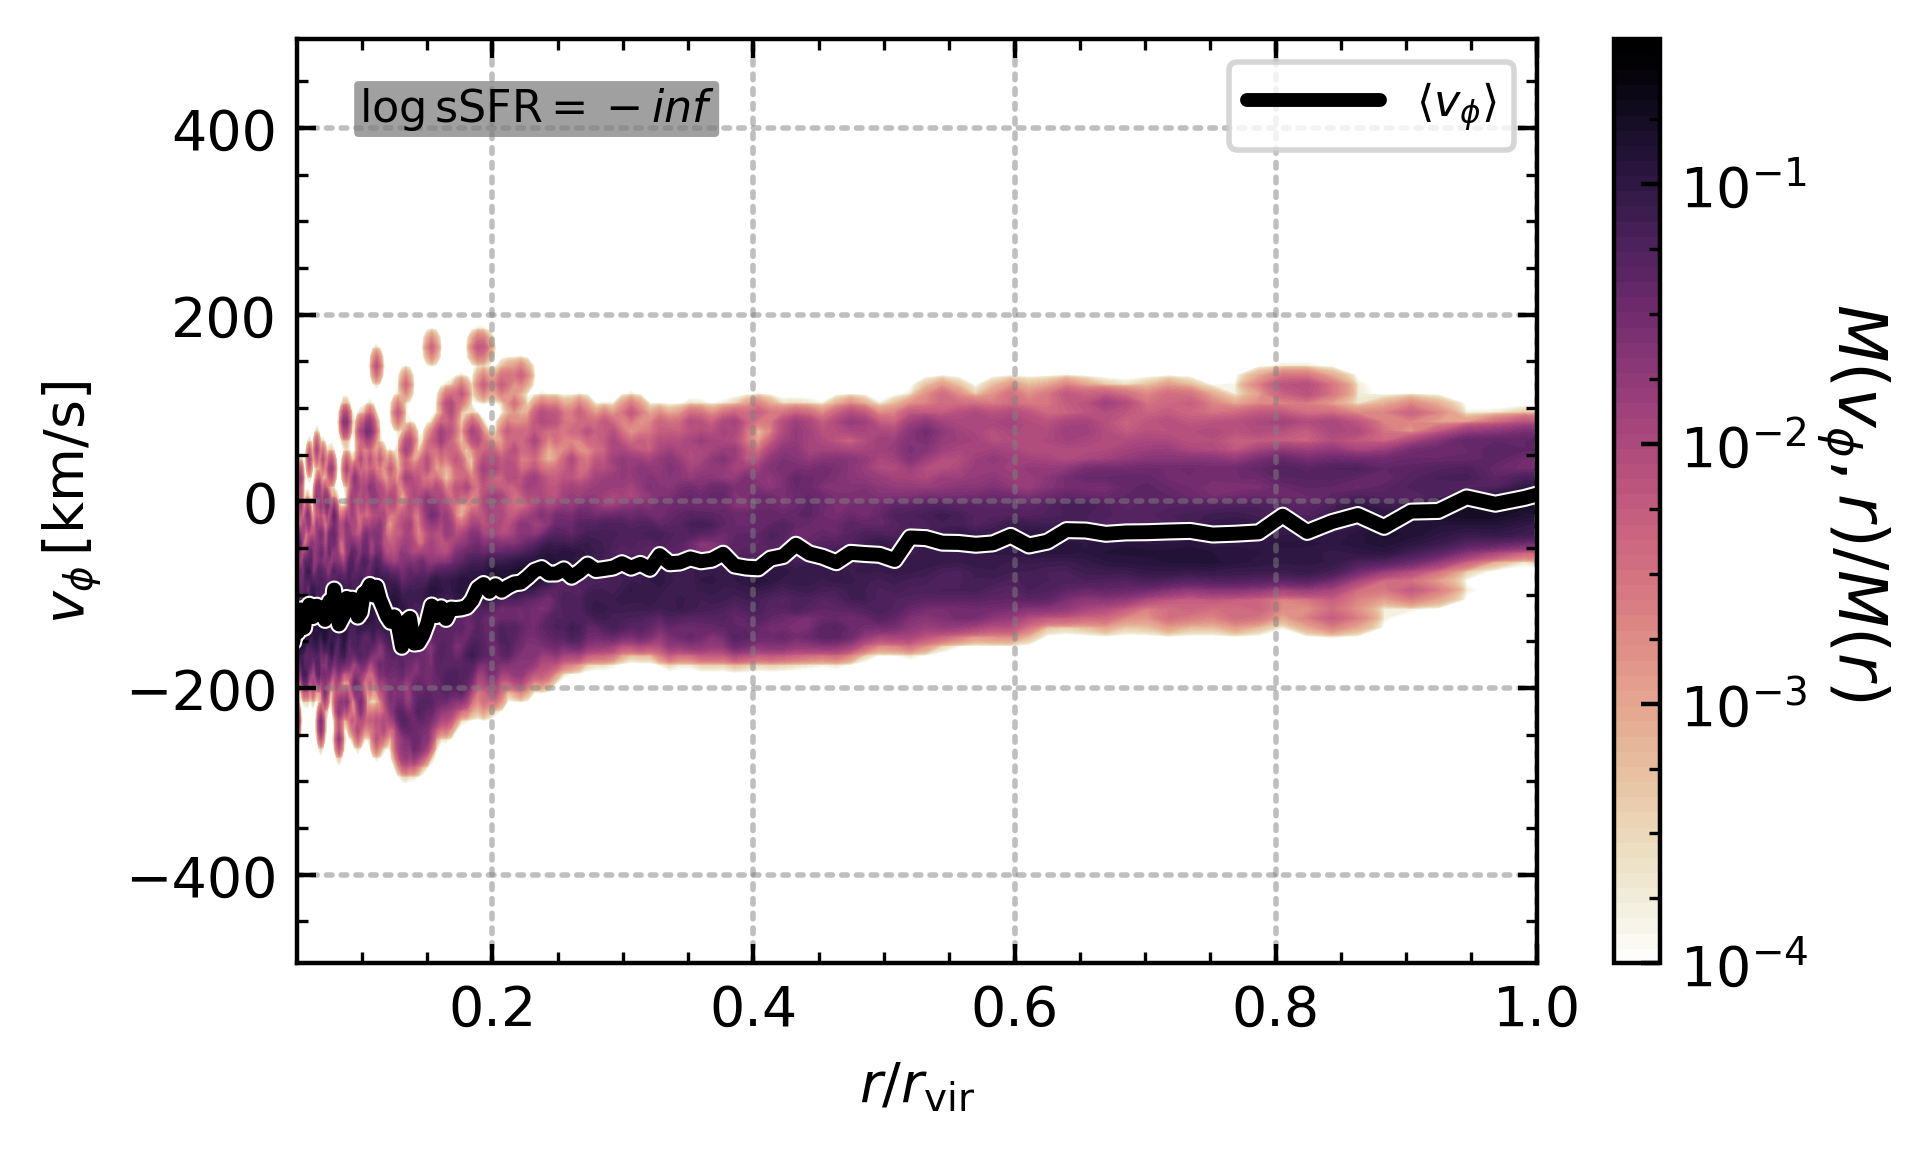 log sSFR = −inf
⟨v_ϕ⟩
400
200
0
−200
−400
v_ϕ [km/s]
0.2 0.4 0.6 0.8 1.0
r/r_vir
10^−1
10^−2
10^−3
10^−4
M(v_ϕ, r)/M(r)